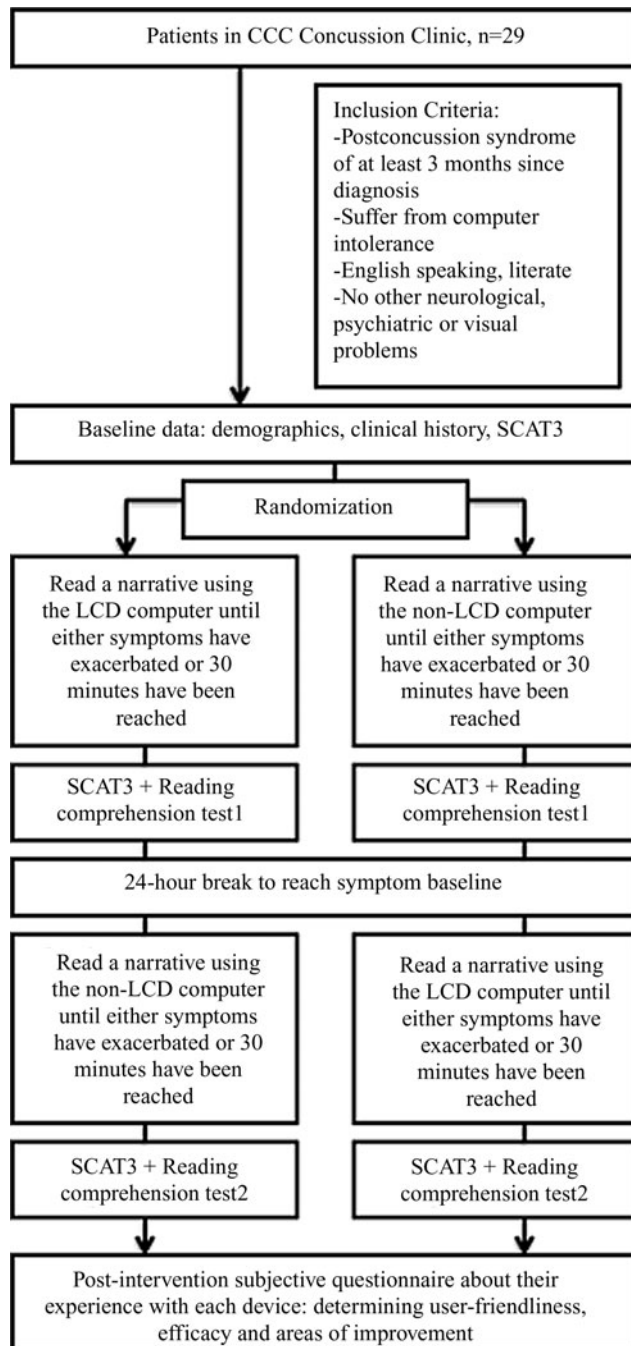 Patients in CCC Concussion Clinic, n=29
Inclusion Criteria:
-Postconcussion syndrome
of at least 3 months since
diagnosis
-Suffer from computer
intolerance
-English speaking, literate
-No other neurological,
psychiatric or visual
problems
Baseline data: demographics, clinical history, SCAT3
Randomization
Read a narrative using
the LCD computer until
either symptoms have
exacerbated or 30
minutes have been
reached
Read a narrative using
the non-LCD computer
until either symptoms
have exacerbated or 30
minutes have been
reached
SCAT3 + Reading
comprehension test1
SCAT3 + Reading
comprehension test1
24-hour break to reach symptom baseline
Read a narrative using
the non-LCD computer
until either symptoms
have exacerbated or 30
minutes have been
reached
Read a narrative using
the LCD computer until
either symptoms have
exacerbated or 30
minutes have been
reached
SCAT3 + Reading
comprehension test2
SCAT3 + Reading
comprehension test2
Post-intervention subjective questionnaire about their
experience with each device: determining user-friendliness,
efficacy and areas of improvement